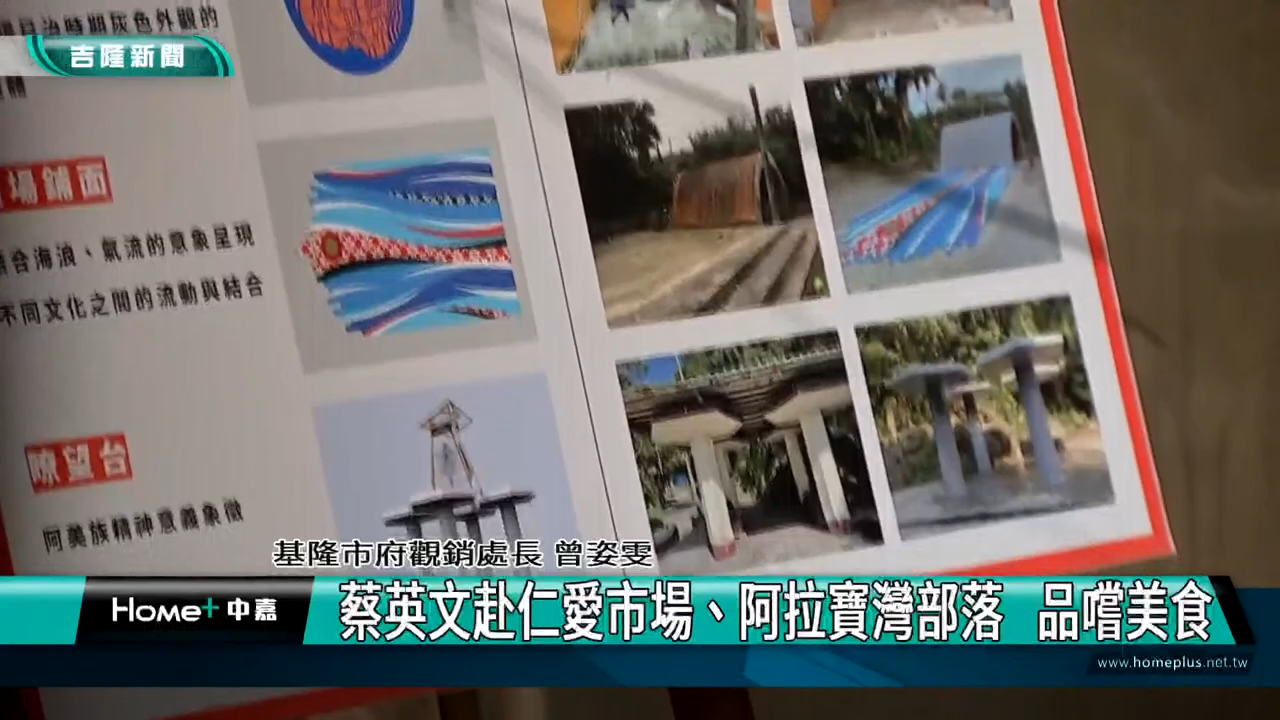 治時期灰色外觀的
吉隆新聞
場鋪面
合海浪、氣流的意象呈現
不同文化之間的流動與結合
瞭望台
阿美族精神意義象徵
基隆市府觀銷處長 曾姿雯
Home+ 中嘉
蔡英文赴仁愛市場、阿拉寶灣部落 品嚐美食
www.homeplus.net.tw